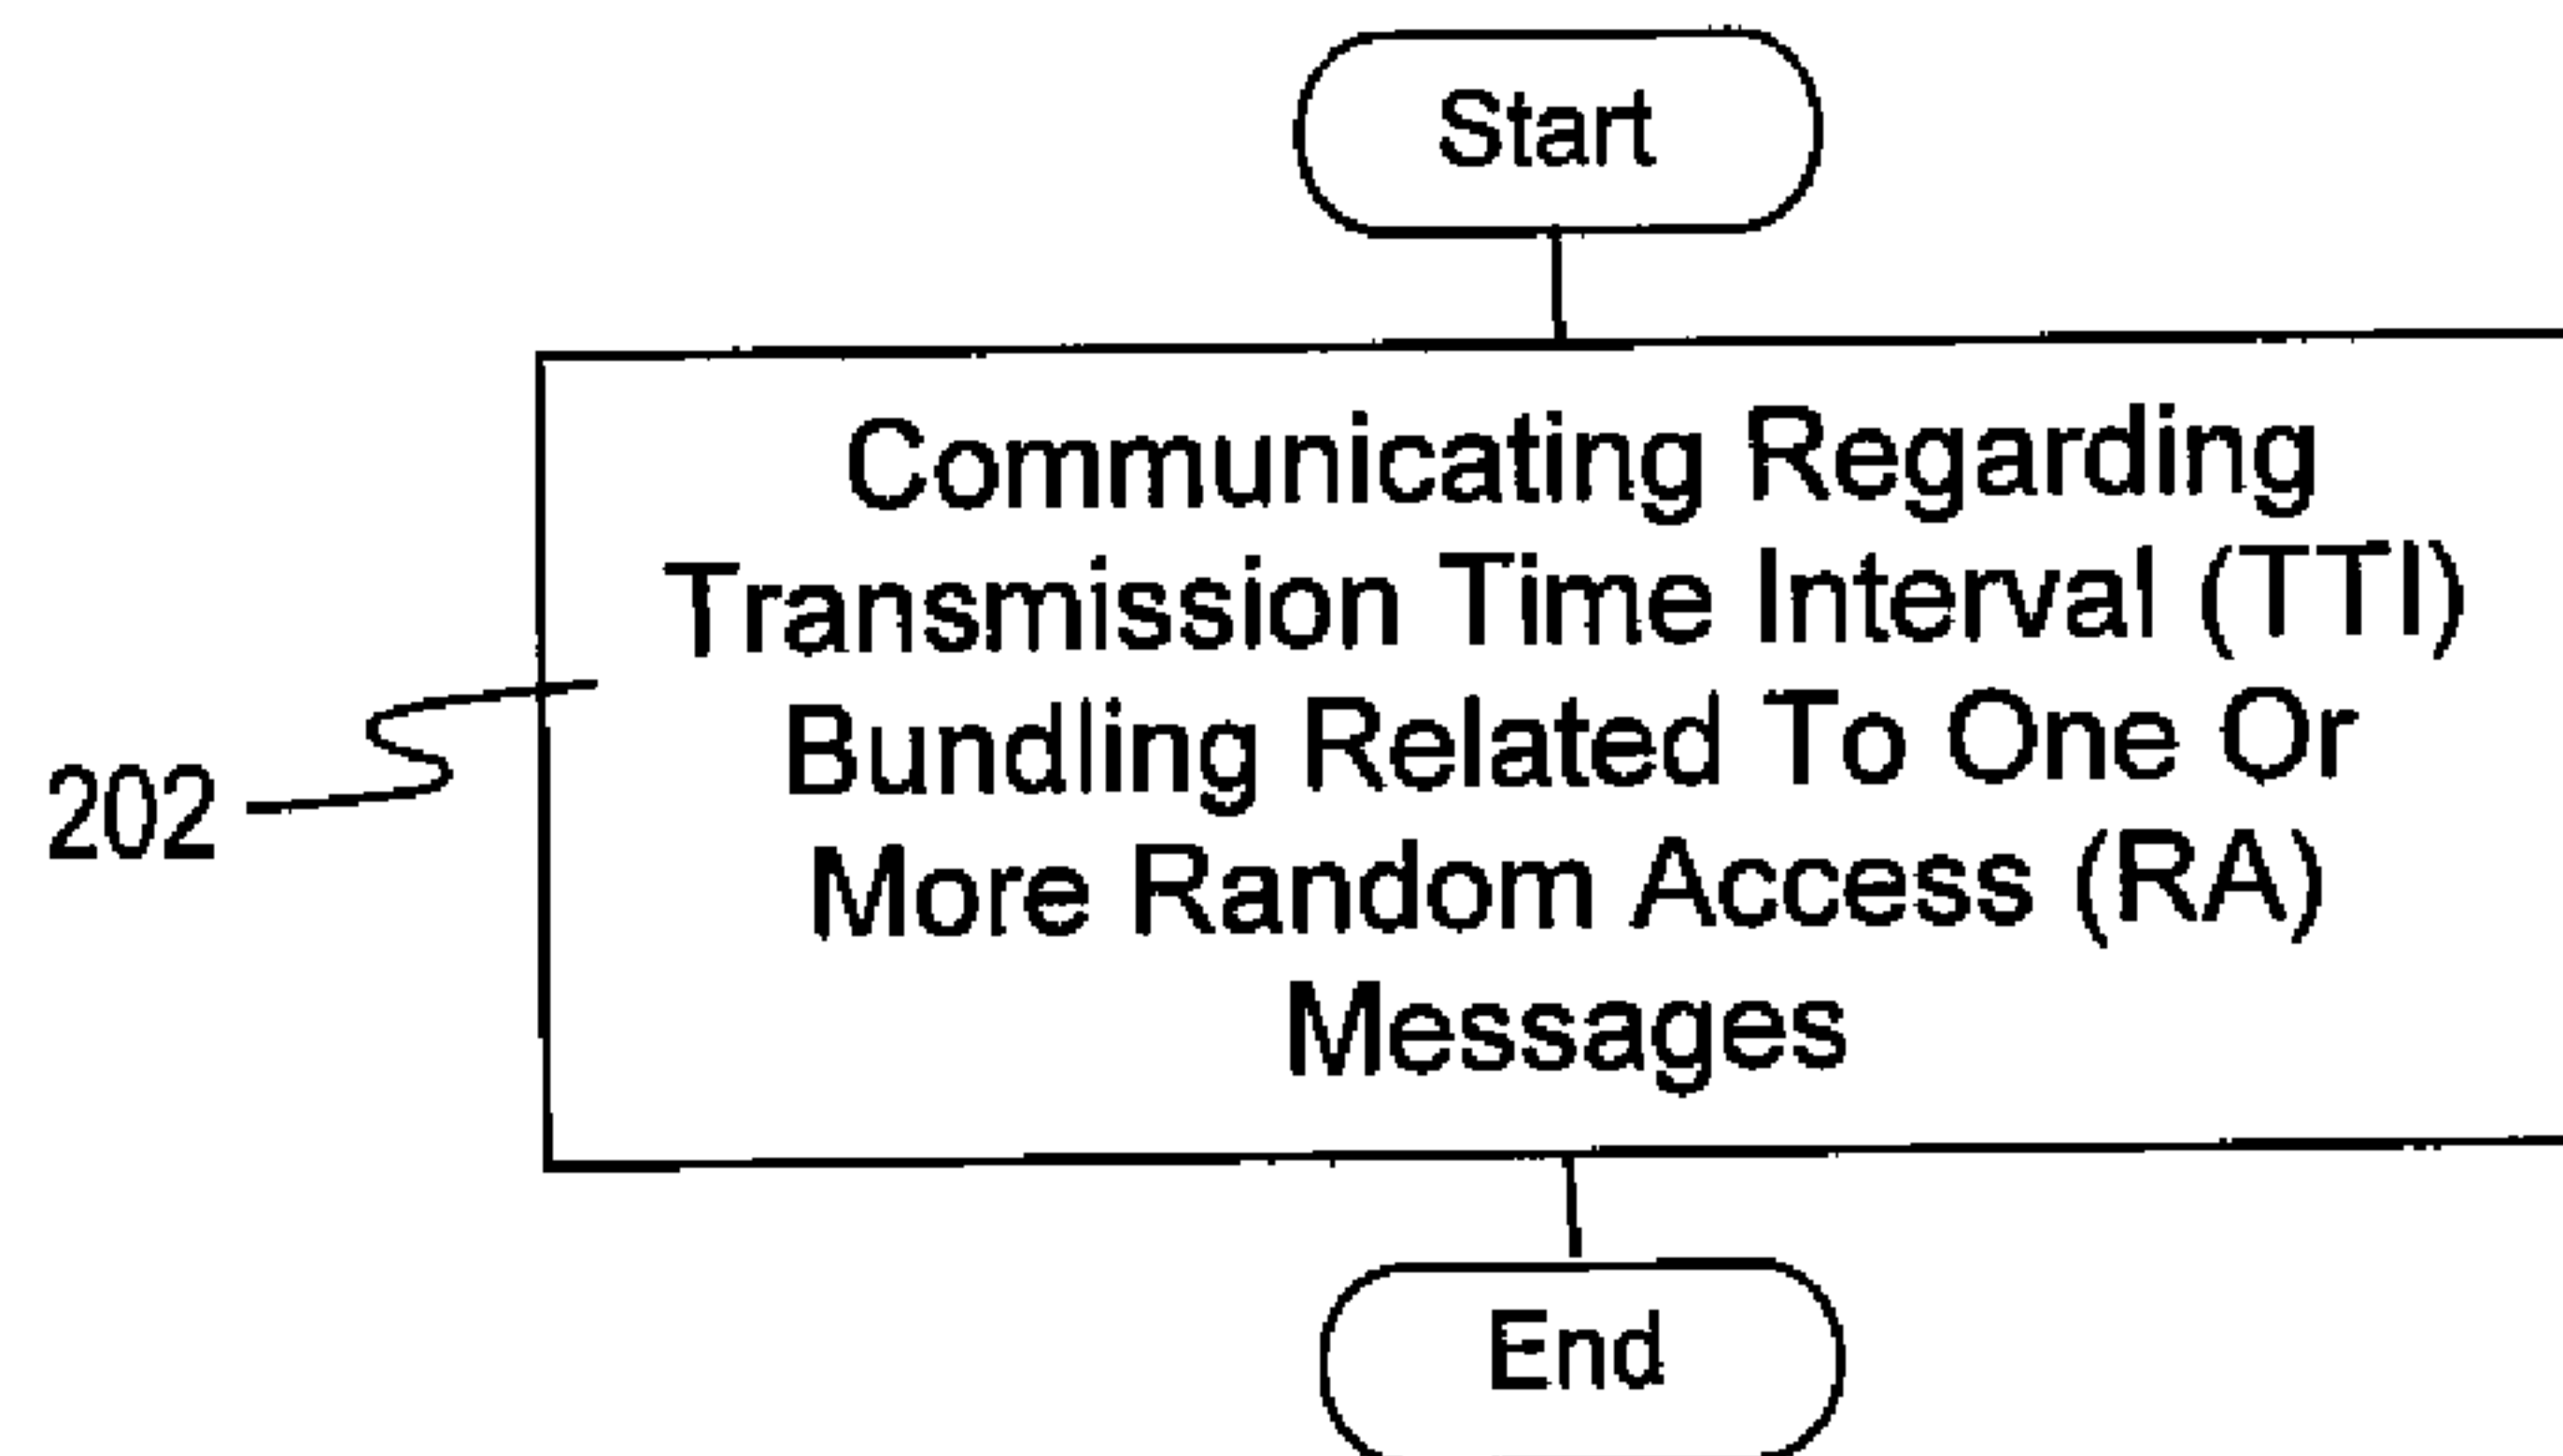 Start
Communicating Regarding
Transmission Time Interval (TTI)
Bundling Related To One Or
More Random Access (RA)
Messages
202
End